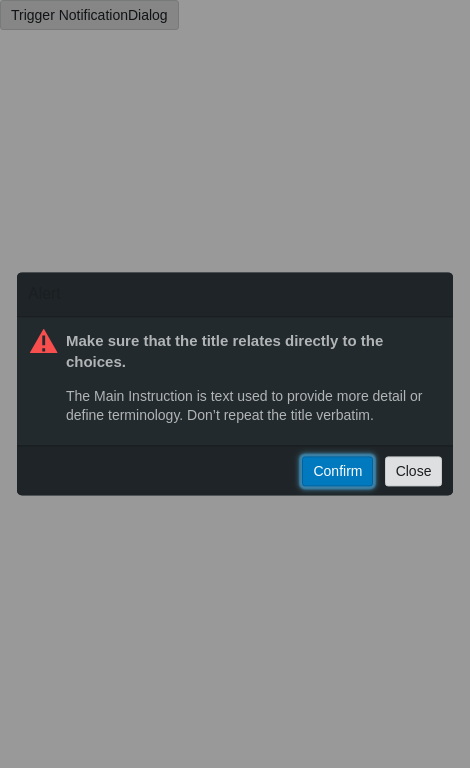 Trigger NotificationDialog
Alert
Make sure that the title relates directly to the
choices.
The Main Instruction is text used to provide more detail or
define terminology. Don’t repeat the title verbatim.
Confirm
Close